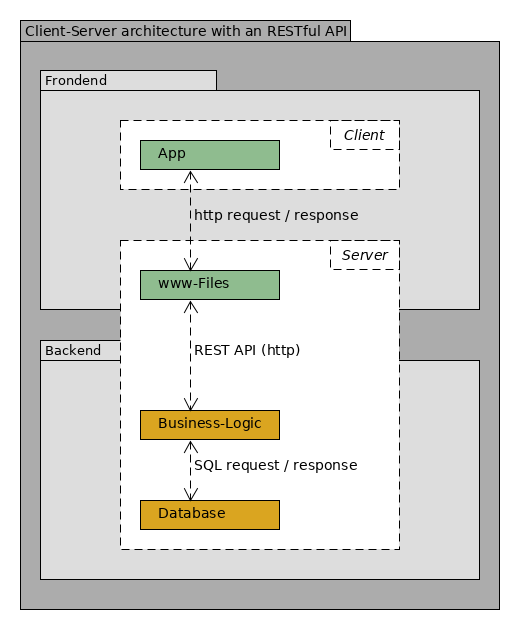 Client-Server architecture with an RESTful API
Frondend
Client
App
http request / response
Server
www-Files
Backend
REST API (http)
Business-Logic
SQL request / response
Database